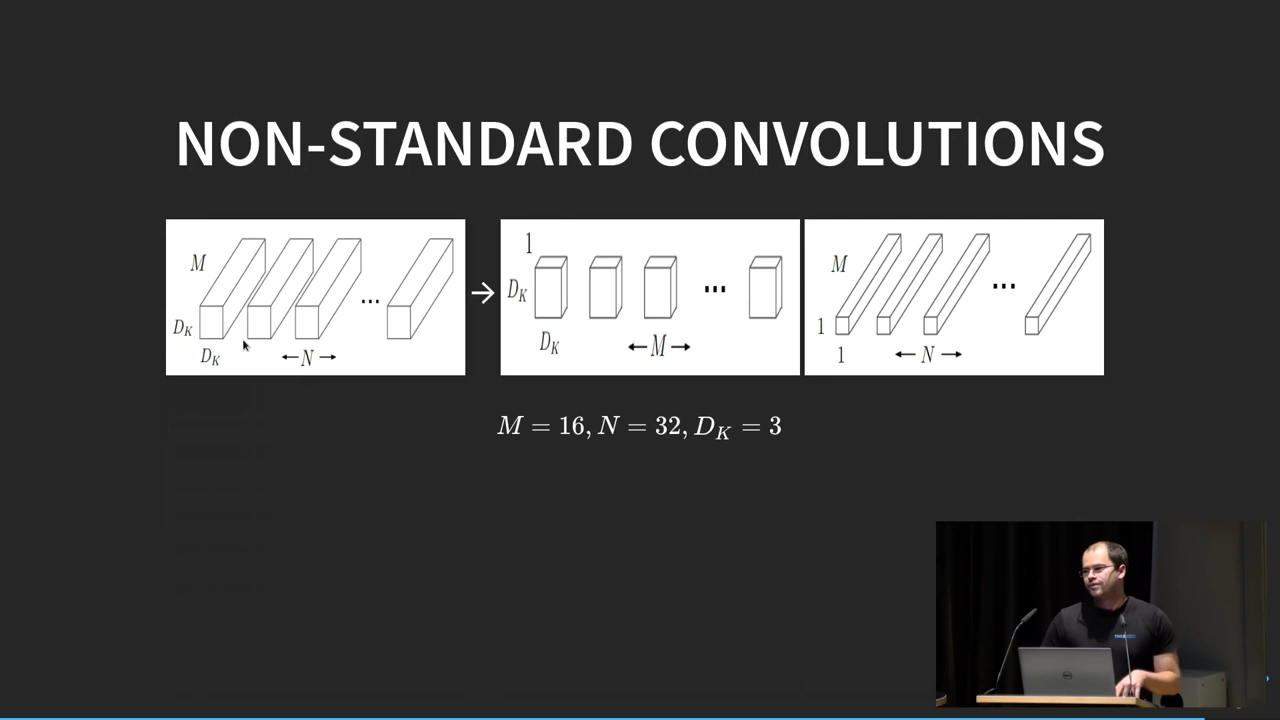 NON-STANDARD CONVOLUTIONS
M
D_K
D_K
← N →
...
→
1
D_K
D_K
← M →
...
M
1
1
← N →
...
M = 16, N = 32, D_K = 3